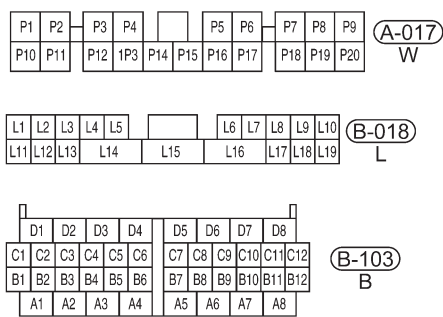 P1 P2 P3 P4 P5 P6 P7 P8 P9
P10 P11 P12 1P3 P14 P15 P16 P17 P18 P19 P20
A-017
W
L1 L2 L3 L4 L5 L6 L7 L8 L9 L10
L11 L12 L13 L14 L15 L16 L17 L18 L19
B-018
L
D1 D2 D3 D4 D5 D6 D7 D8
C1 C2 C3 C4 C5 C6 C7 C8 C9 C10 C11 C12
B1 B2 B3 B4 B5 B6 B7 B8 B9 B10 B11 B12
A1 A2 A3 A4 A5 A6 A7 A8
B-103
B